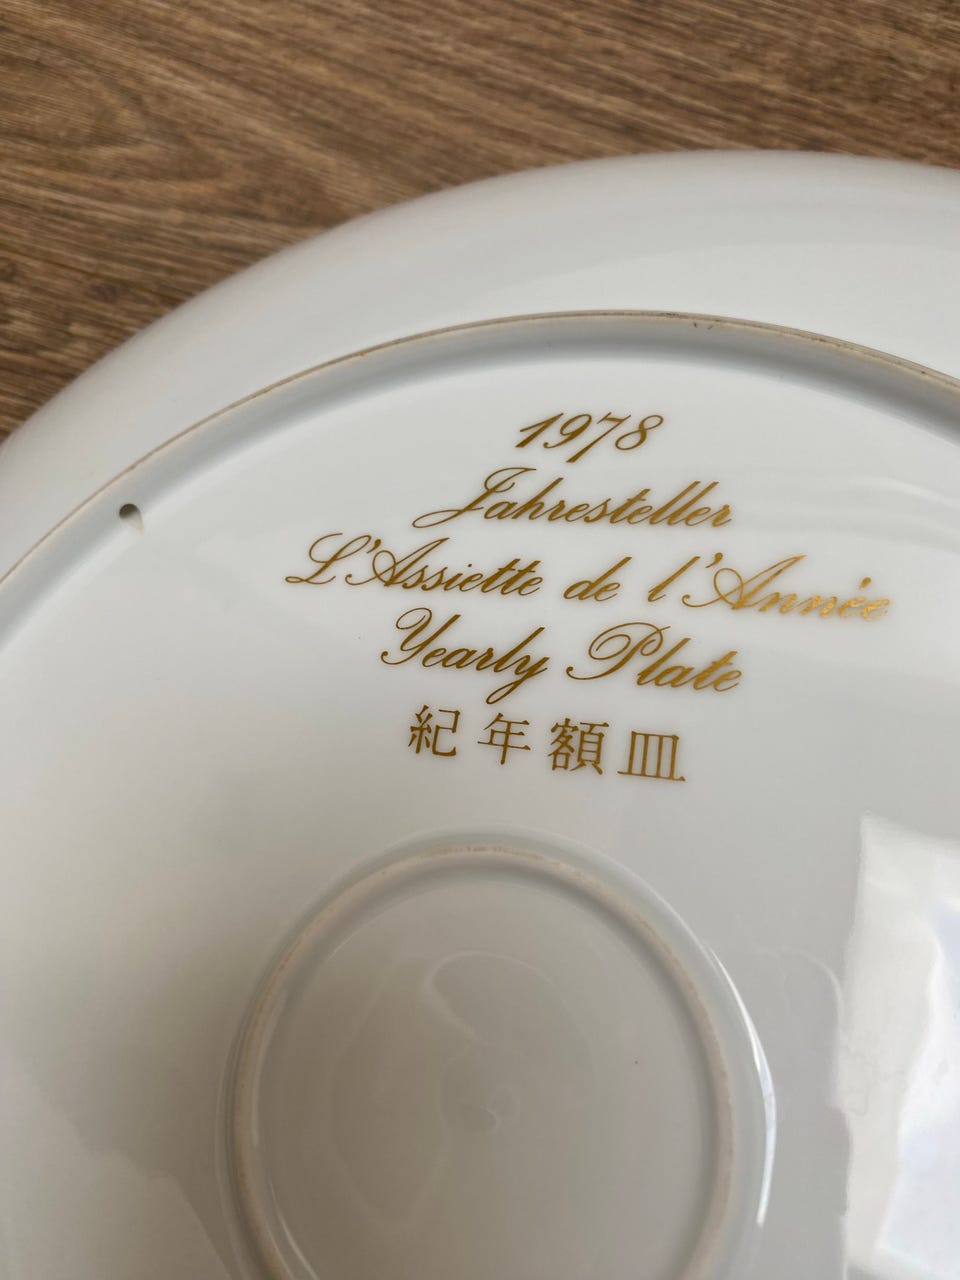 1978
Jahresteller
L'Assiette de l'Année
Yearly Plate
紀年額皿